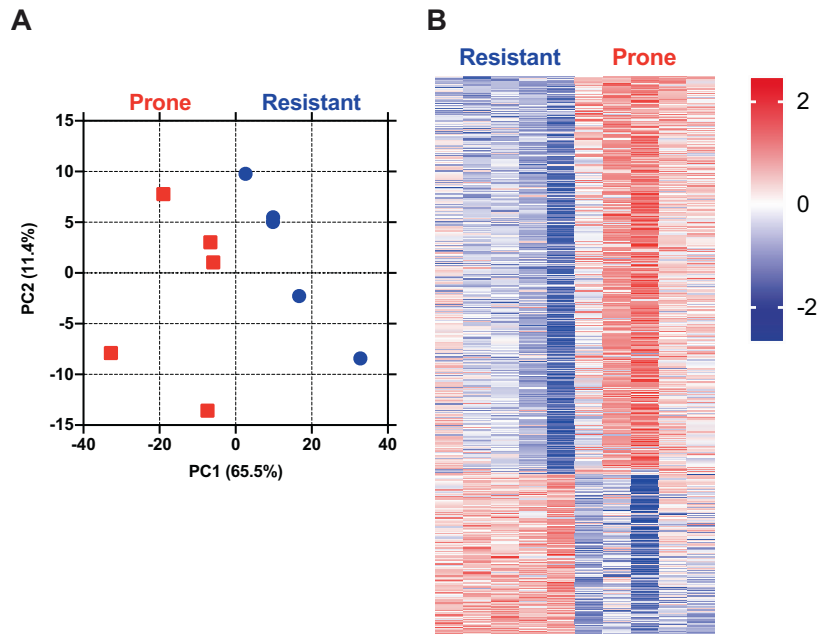 A
Prone
Resistant
15
10
5
0
-5
-10
-15
-40
-20
0
20
40
PC2 (11.4%)
PC1 (65.5%)
B
Resistant
Prone
2
0
-2